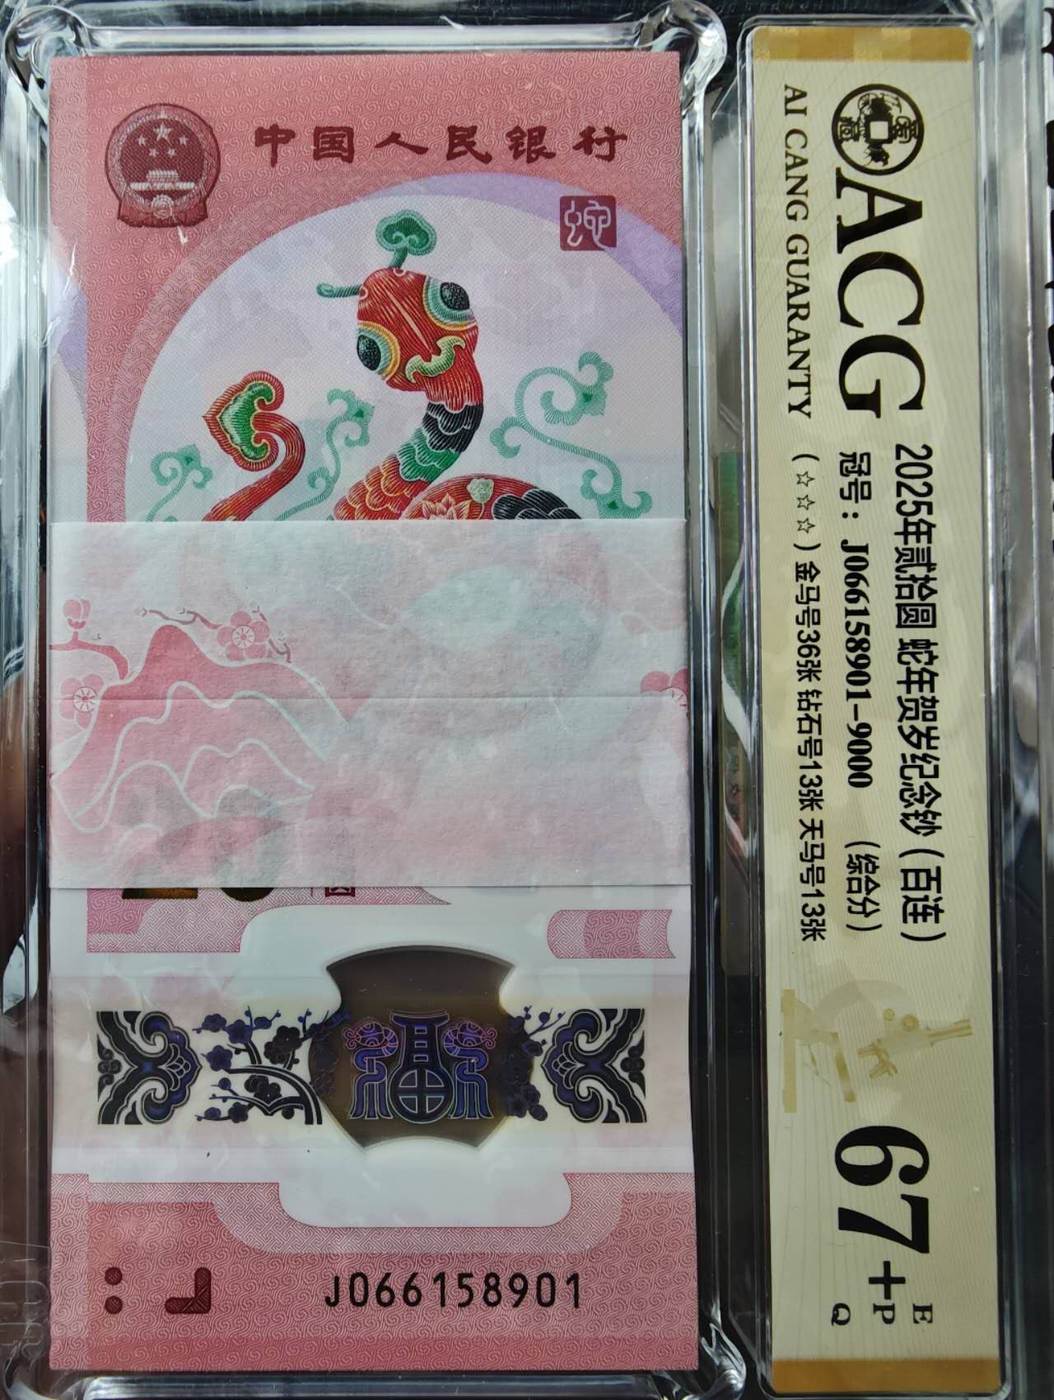 中国人民银行
蛇
J066158901
ACG
AI CANG GUARANTY
2025年贰拾圆 蛇年贺岁纪念钞（百连）
冠号：J066158901-9000 （综合分）
（☆☆☆）金马号36张 钻石号13张 天马号13张
67+
E
P
Q